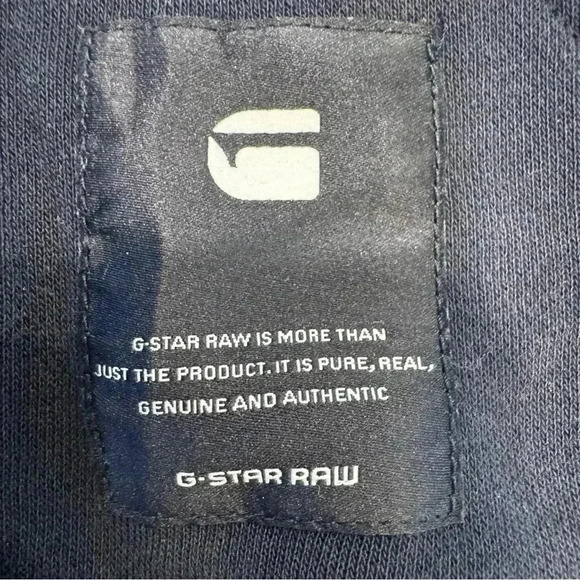 G-STAR RAW IS MORE THAN
JUST THE PRODUCT. IT IS PURE, REAL,
GENUINE AND AUTHENTIC
G-STAR RAW